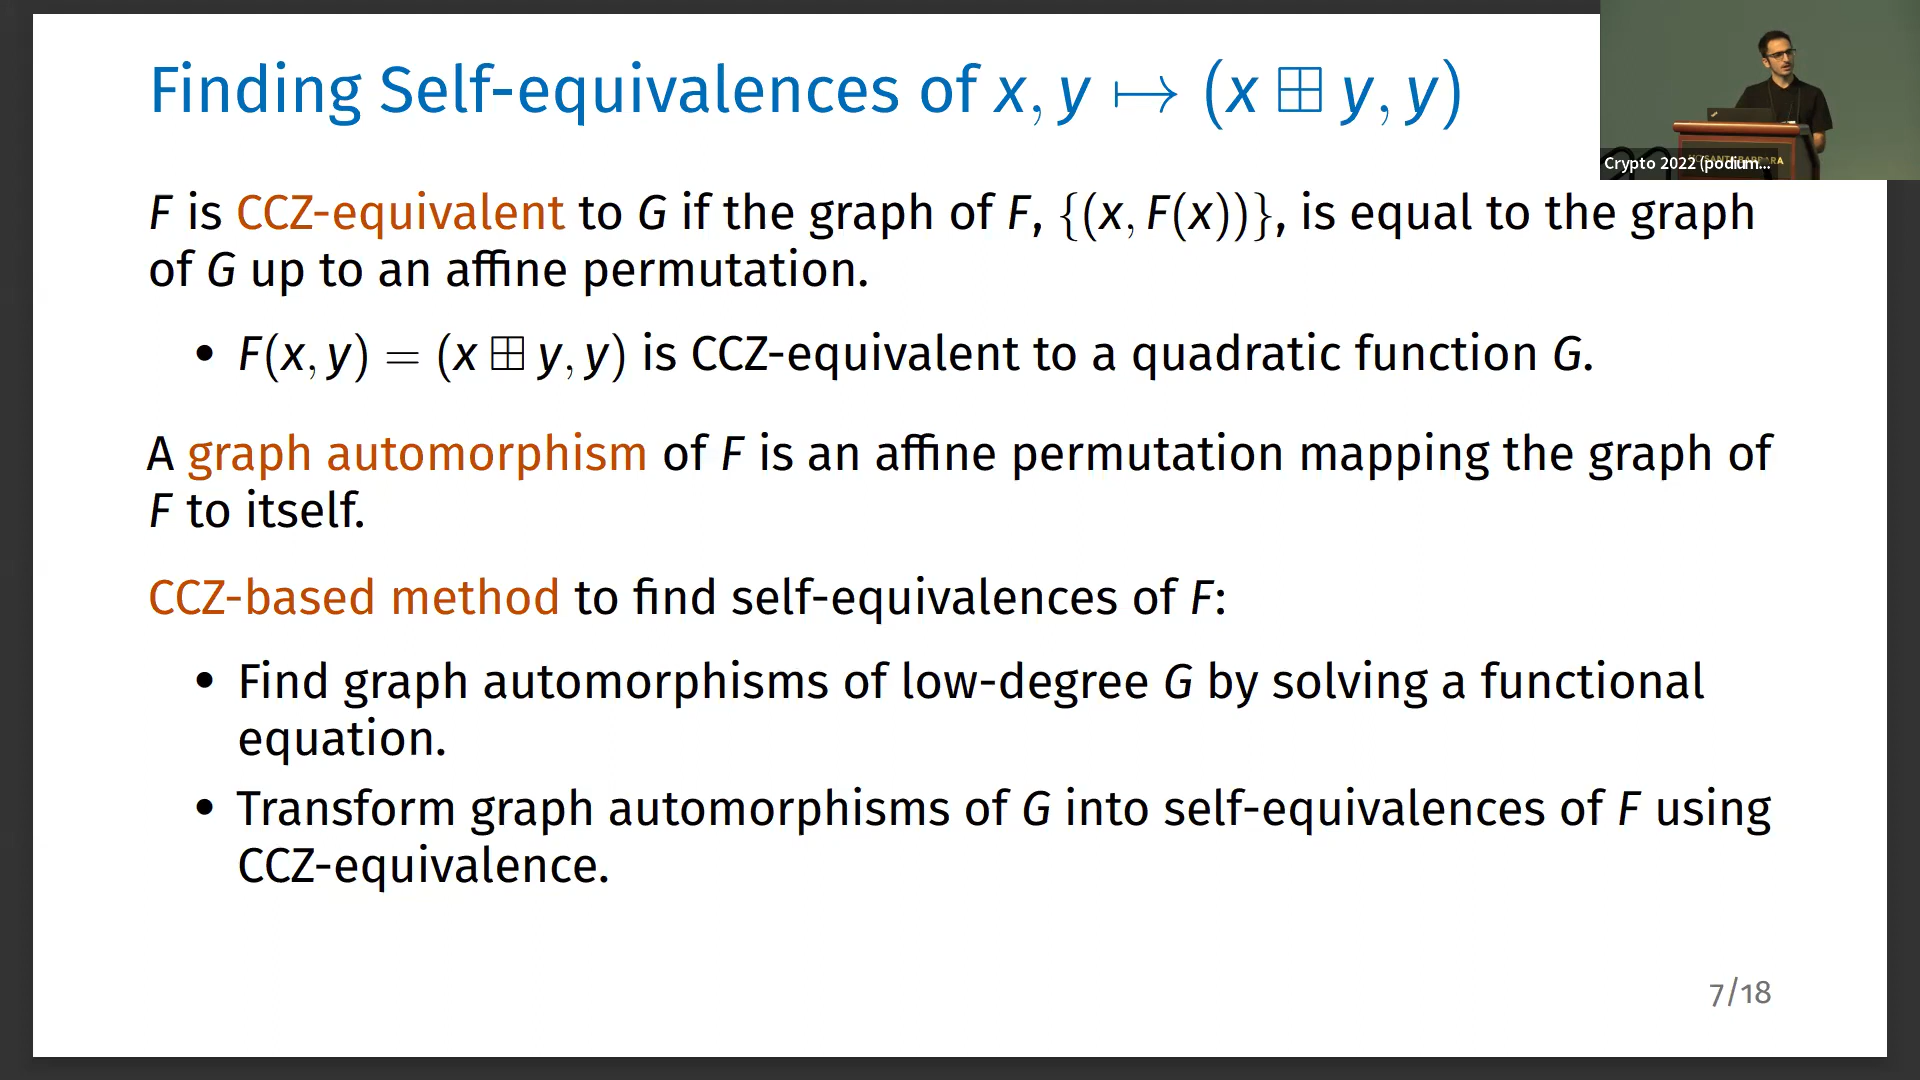 Finding Self-equivalences of x, y ↦ (x ⊞ y, y)
Crypto 2022 (podium...
F is CCZ-equivalent to G if the graph of F, {(x, F(x))}, is equal to the graph
of G up to an affine permutation.
• F(x, y) = (x ⊞ y, y) is CCZ-equivalent to a quadratic function G.
A graph automorphism of F is an affine permutation mapping the graph of
F to itself.
CCZ-based method to find self-equivalences of F:
• Find graph automorphisms of low-degree G by solving a functional
equation.
• Transform graph automorphisms of G into self-equivalences of F using
CCZ-equivalence.
7/18